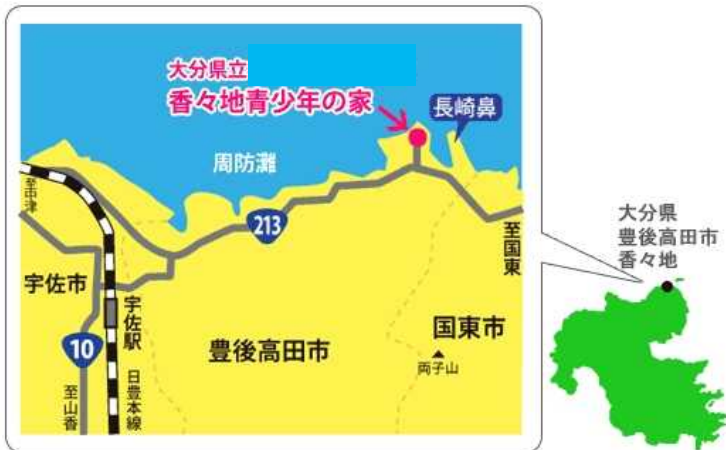 大分県立
香々地青少年の家
長崎鼻
周防灘
至中津
213
至国東
宇佐市
宇佐駅
豊後高田市
国東市
両子山
10
至山香
日豊本線
大分県
豊後高田市
香々地